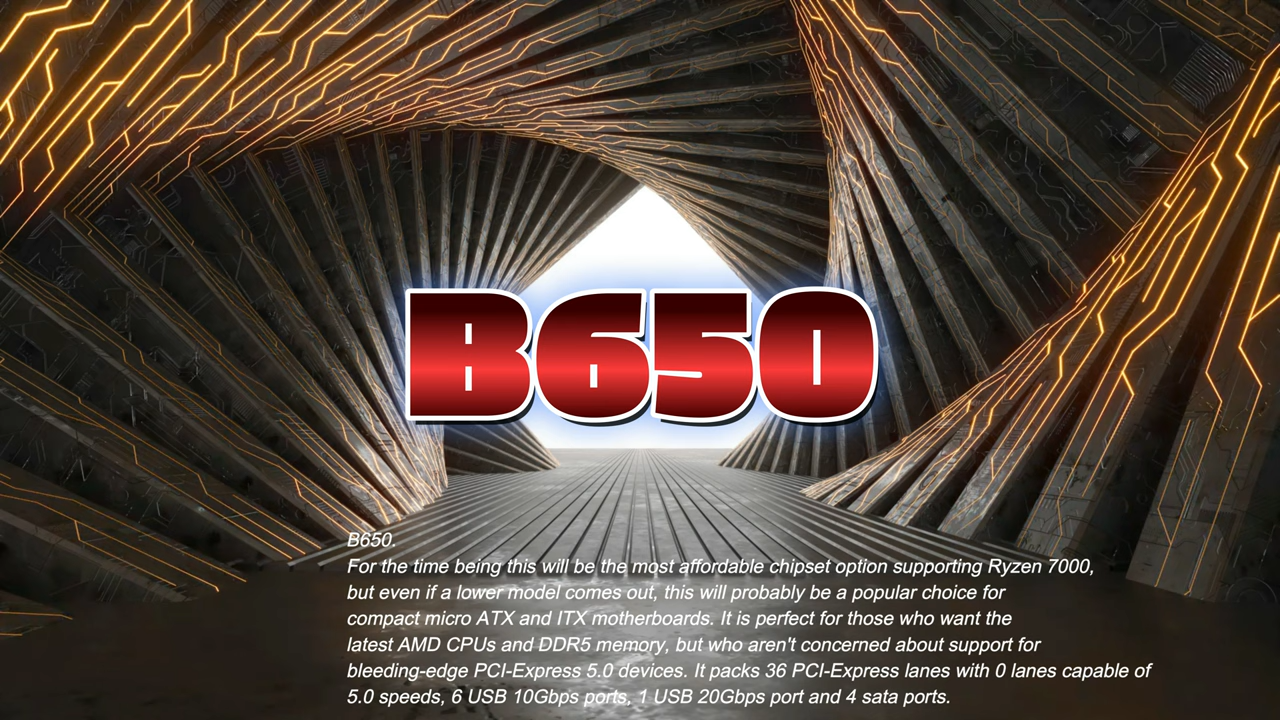 B650
B650.
For the time being this will be the most affordable chipset option supporting Ryzen 7000,
but even if a lower model comes out, this will probably be a popular choice for
compact micro ATX and ITX motherboards. It is perfect for those who want the
latest AMD CPUs and DDR5 memory, but who aren't concerned about support for
bleeding-edge PCI-Express 5.0 devices. It packs 36 PCI-Express lanes with 0 lanes capable of
5.0 speeds, 6 USB 10Gbps ports, 1 USB 20Gbps port and 4 sata ports.